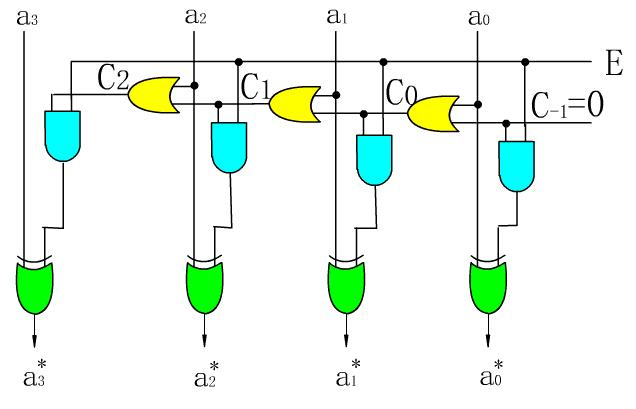 a₃ a₂ a₁ a₀
E
C₂ C₁ C₀ C₋₁=0
a₃* a₂* a₁* a₀*